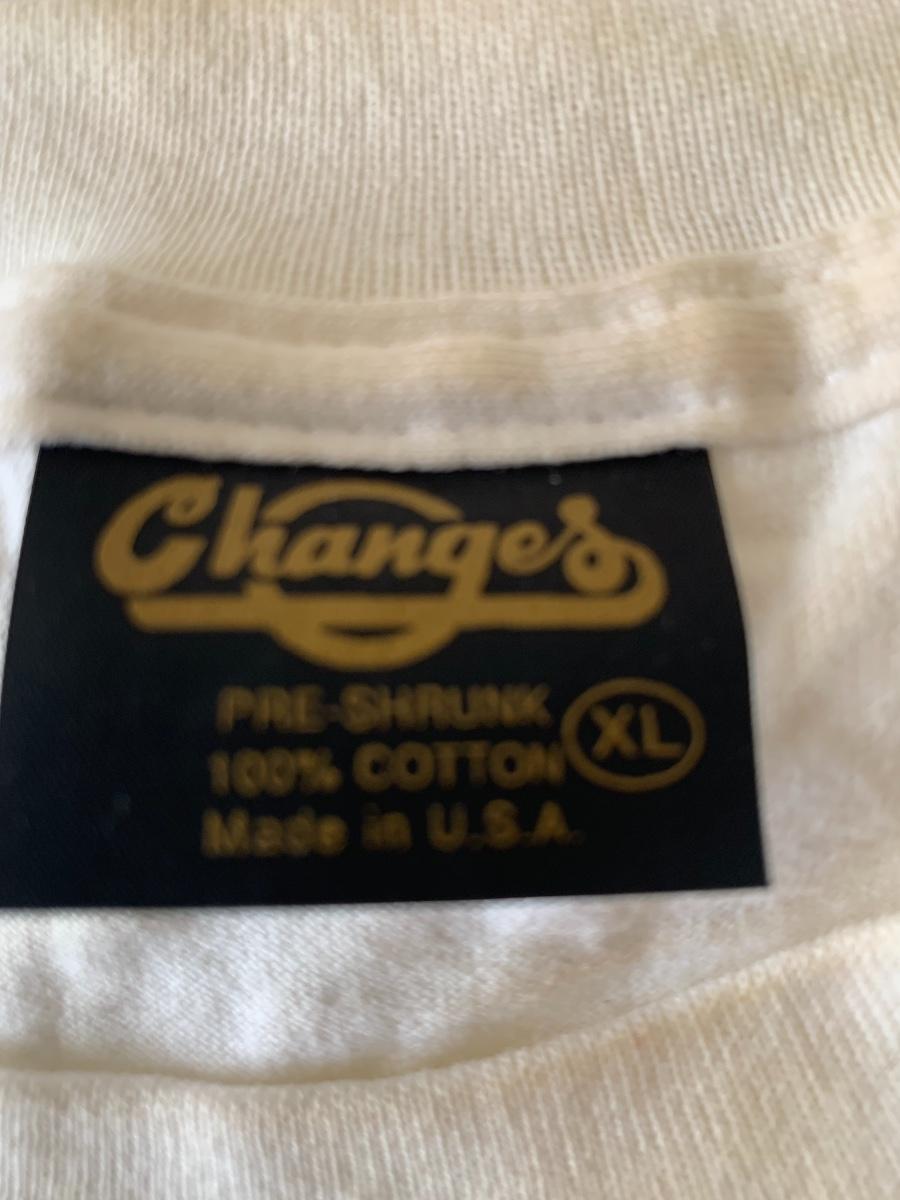 Changes
PRE-SHRUNK
100% COTTON
XL
Made in U.S.A.